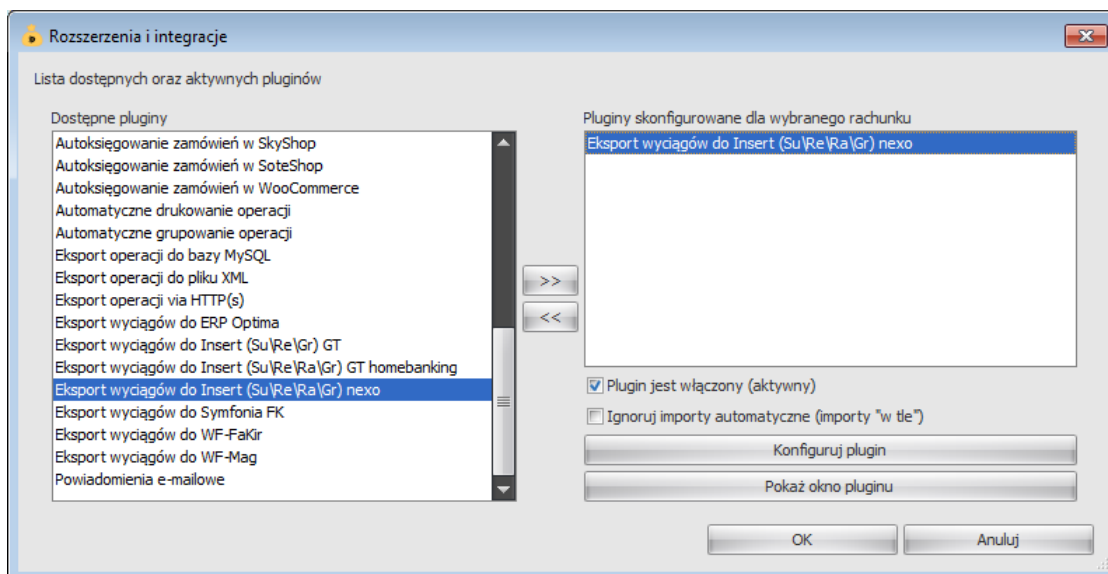 Rozszerzenia i integracje
Lista dostępnych oraz aktywnych pluginów
Dostępne pluginy
Autoksięgowanie zamówień w SkyShop
Autoksięgowanie zamówień w SoteShop
Autoksięgowanie zamówień w WooCommerce
Automatyczne drukowanie operacji
Automatyczne grupowanie operacji
Eksport operacji do bazy MySQL
Eksport operacji do pliku XML
Eksport operacji via HTTP(s)
Eksport wyciągów do ERP Optima
Eksport wyciągów do Insert (Su\Re\Gr) GT
Eksport wyciągów do Insert (Su\Re\Ra\Gr) GT homebanking
Eksport wyciągów do Insert (Su\Re\Ra\Gr) nexo
Eksport wyciągów do Symfonia FK
Eksport wyciągów do WF-FaKir
Eksport wyciągów do WF-Mag
Powiadomienia e-mailowe
>>
<<
Pluginy skonfigurowane dla wybranego rachunku
Eksport wyciągów do Insert (Su\Re\Ra\Gr) nexo
Plugin jest włączony (aktywny)
Ignoruj importy automatyczne (importy "w tle")
Konfiguruj plugin
Pokaż okno pluginu
OK
Anuluj